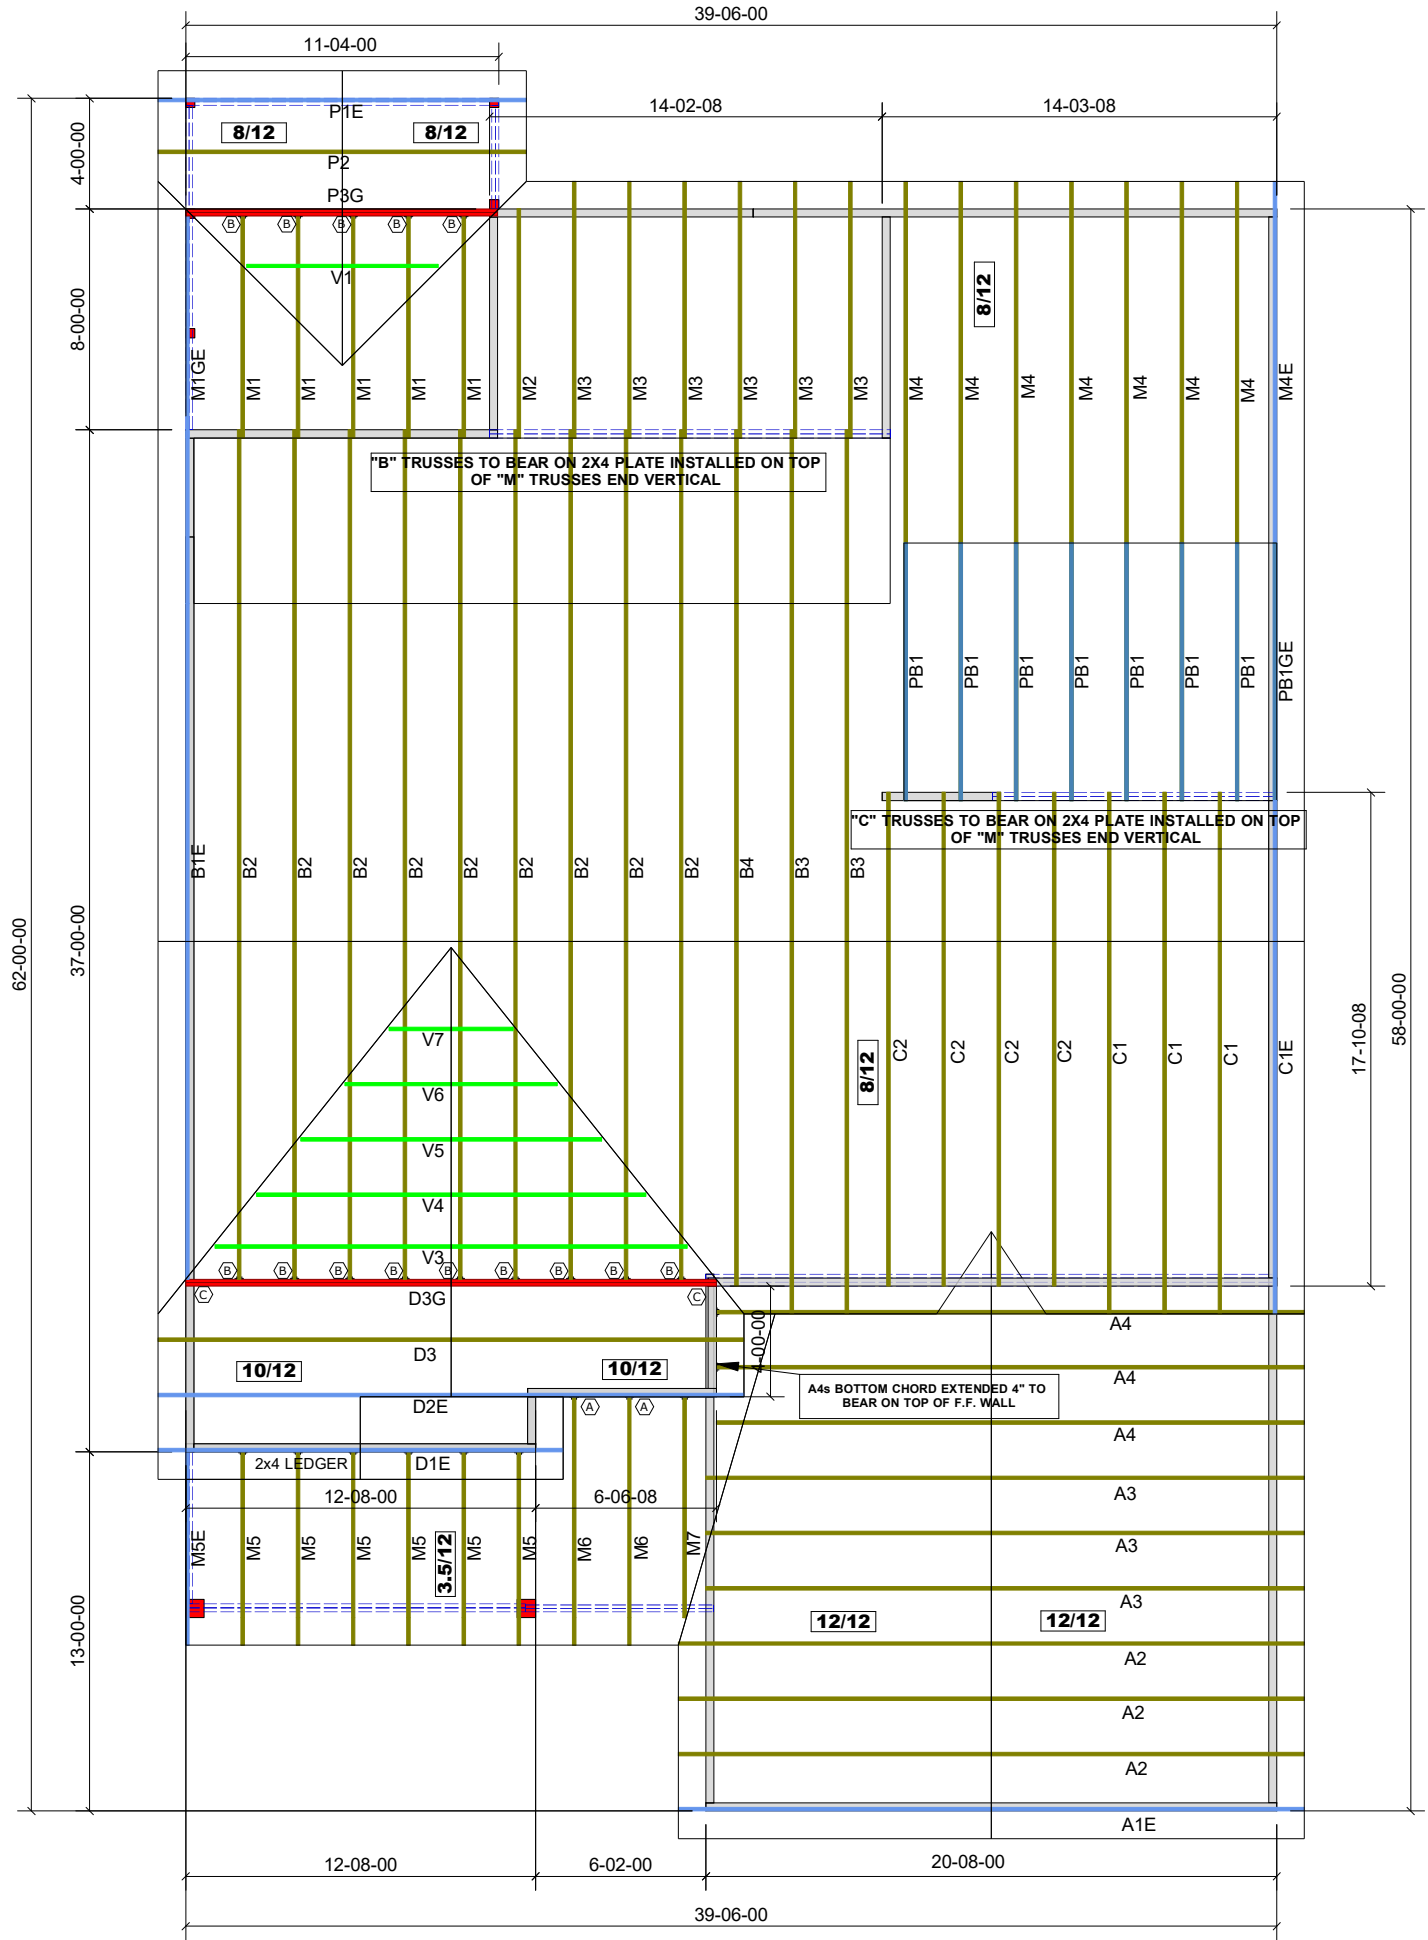 39-06-00
11-04-00
14-02-08
14-03-08
P1E
8/12
8/12
4-00-00
P2
P3G
B
B
B
B
B
V1
8/12
8-00-00
M1GE
M1
M1
M1
M1
M1
M2
M3
M3
M3
M3
M3
M3
M4
M4
M4
M4
M4
M4
M4
M4E
"B" TRUSSES TO BEAR ON 2X4 PLATE INSTALLED ON TOP
OF "M" TRUSSES END VERTICAL
PB1
PB1
PB1
PB1
PB1
PB1
PB1
PB1GE
"C" TRUSSES TO BEAR ON 2X4 PLATE INSTALLED ON TOP
OF "M" TRUSSES END VERTICAL
B1E
B2
B2
B2
B2
B2
B2
B2
B2
B2
B4
B3
B3
62-00-00
37-00-00
58-00-00
17-10-08
V7
V6
V5
V4
V3
8/12
C2
C2
C2
C2
C1
C1
C1
C1E
B
B
B
B
B
B
B
B
B
C
C
D3G
A4
D3
4-00-00
10/12
10/12
A4
A4s BOTTOM CHORD EXTENDED 4" TO
BEAR ON TOP OF F.F. WALL
D2E
A
A
A4
2x4 LEDGER
D1E
12-08-00
6-06-08
A3
M5E
M5
M5
M5
M5
M5
M5
M6
M6
M7
3.5/12
A3
A3
13-00-00
12/12
12/12
A2
A2
A2
A1E
12-08-00
6-02-00
20-08-00
39-06-00